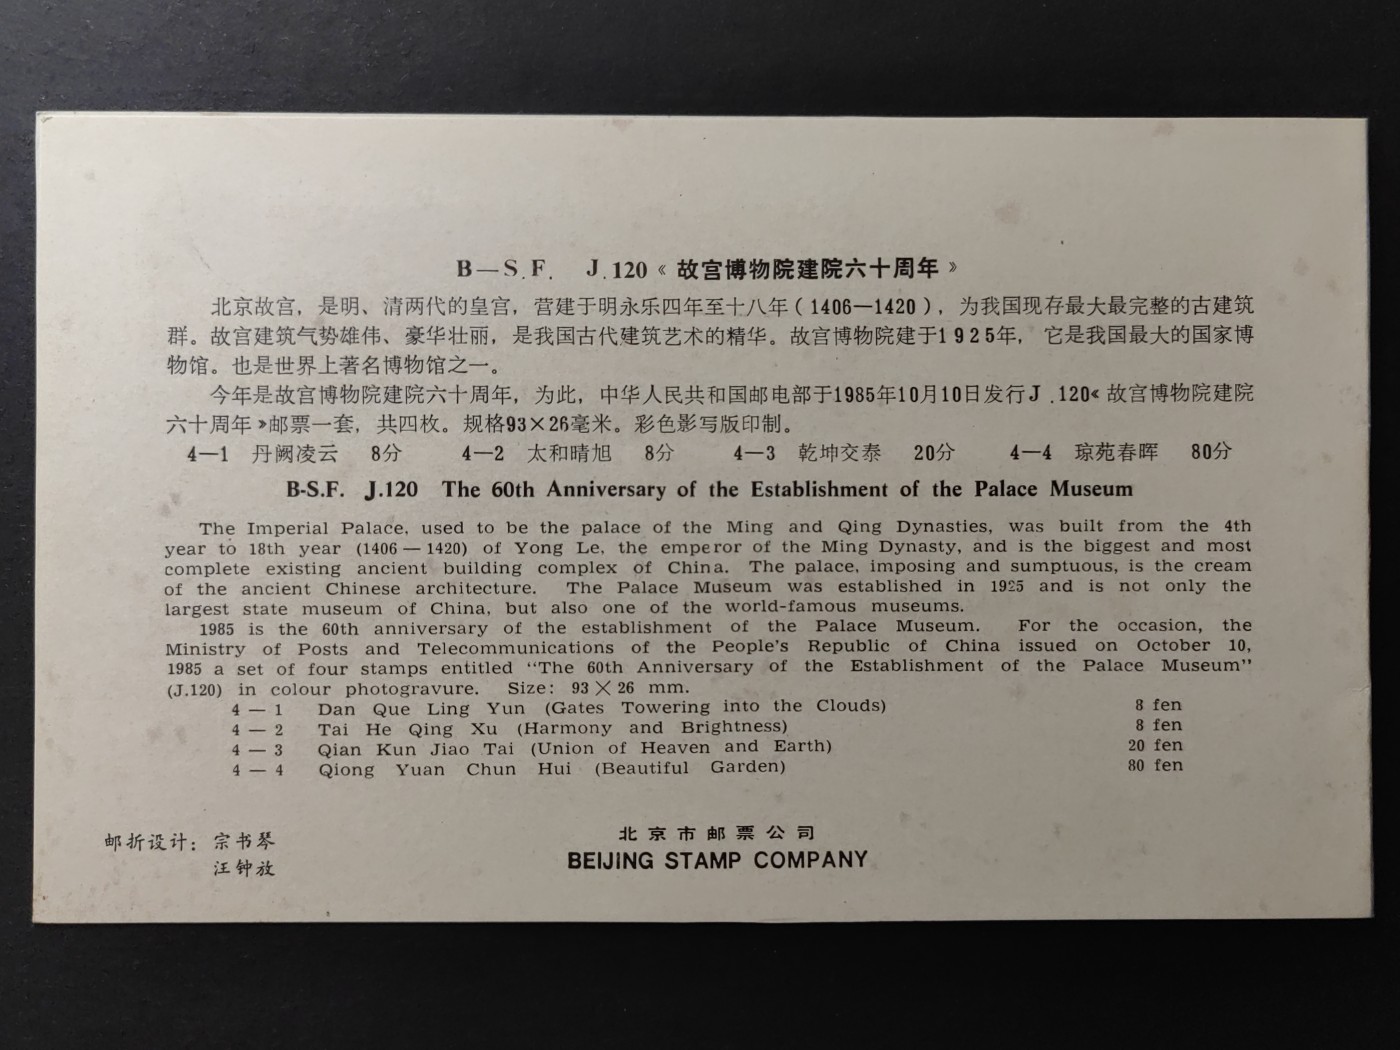 B—S.F. J.120《故宫博物院建院六十周年》
北京故宫，是明、清两代的皇宫，营建于明永乐四年至十八年（1406—1420），为我国现存最大最完整的古建筑
群。故宫建筑气势雄伟、豪华壮丽，是我国古代建筑艺术的精华。故宫博物院建于1925年，它是我国最大的国家博
物馆。也是世界上著名博物馆之一。
今年是故宫博物院建院六十周年，为此，中华人民共和国邮电部于1985年10月10日发行J.120《故宫博物院建院
六十周年》邮票一套，共四枚。规格93×26毫米。彩色影写版印制。
4—1 丹阙凌云 8分 4—2 太和晴旭 8分 4—3 乾坤交泰 20分 4—4 琼苑春晖 80分
B-S.F. J.120 The 60th Anniversary of the Establishment of the Palace Museum
The Imperial Palace, used to be the palace of the Ming and Qing Dynasties, was built from the 4th
year to 18th year (1406 — 1420) of Yong Le, the emperor of the Ming Dynasty, and is the biggest and most
complete existing ancient building complex of China. The palace, imposing and sumptuous, is the cream
of the ancient Chinese architecture. The Palace Museum was established in 1925 and is not only the
largest state museum of China, but also one of the world-famous museums.
1985 is the 60th anniversary of the establishment of the Palace Museum. For the occasion, the
Ministry of Posts and Telecommunications of the People's Republic of China issued on October 10,
1985 a set of four stamps entitled "The 60th Anniversary of the Establishment of the Palace Museum"
(J.120) in colour photogravure. Size: 93 × 26 mm.
4 — 1 Dan Que Ling Yun (Gates Towering into the Clouds) 8 fen
4 — 2 Tai He Qing Xu (Harmony and Brightness) 8 fen
4 — 3 Qian Kun Jiao Tai (Union of Heaven and Earth) 20 fen
4 — 4 Qiong Yuan Chun Hui (Beautiful Garden) 80 fen
邮折设计：宗书琴
汪钟放
北京市邮票公司
BEIJING STAMP COMPANY